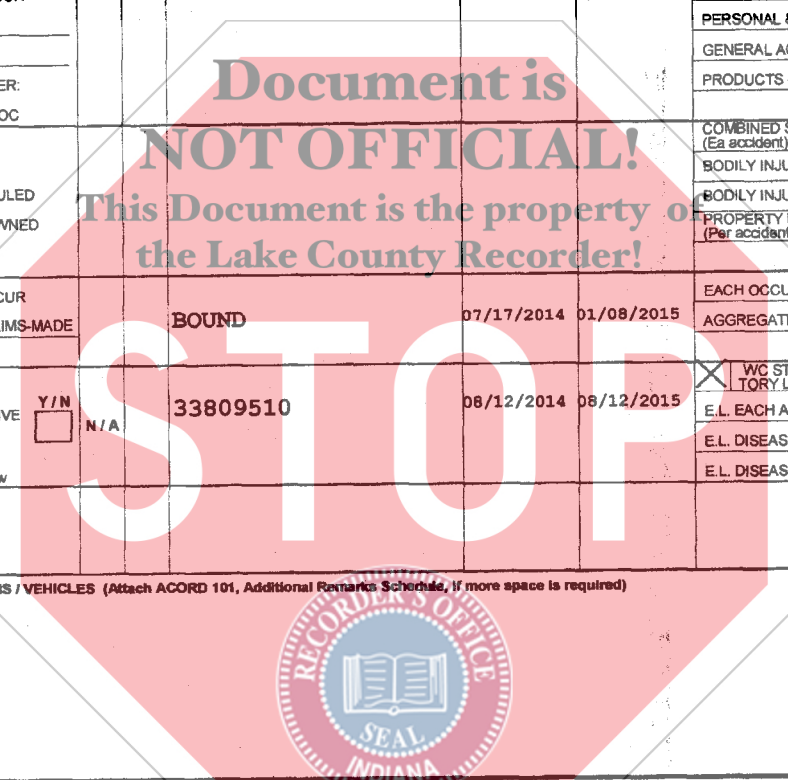 PERSONAL &
GENERAL AG
ER:
PRODUCTS
OC
Document is
NOT OFFICIAL!
This Document is the property of
the Lake County Recorder!
COMBINED S
(Ea accident)
BODILY INJU
ULED
BODILY INJU
WNED
PROPERTY
(Per accident
CUR
EACH OCCU
IMS-MADE
BOUND
07/17/2014 01/08/2015
AGGREGATE
WC ST
TORY L
Y / N
VE
N / A
33809510
08/12/2014 08/12/2015
E.L. EACH A
E.L. DISEAS
W
E.L. DISEAS
STOP
S / VEHICLES (Attach ACORD 101, Additional Remarks Schedule, if more space is required)
RECORDER'S OFFICE
SEAL
INDIANA